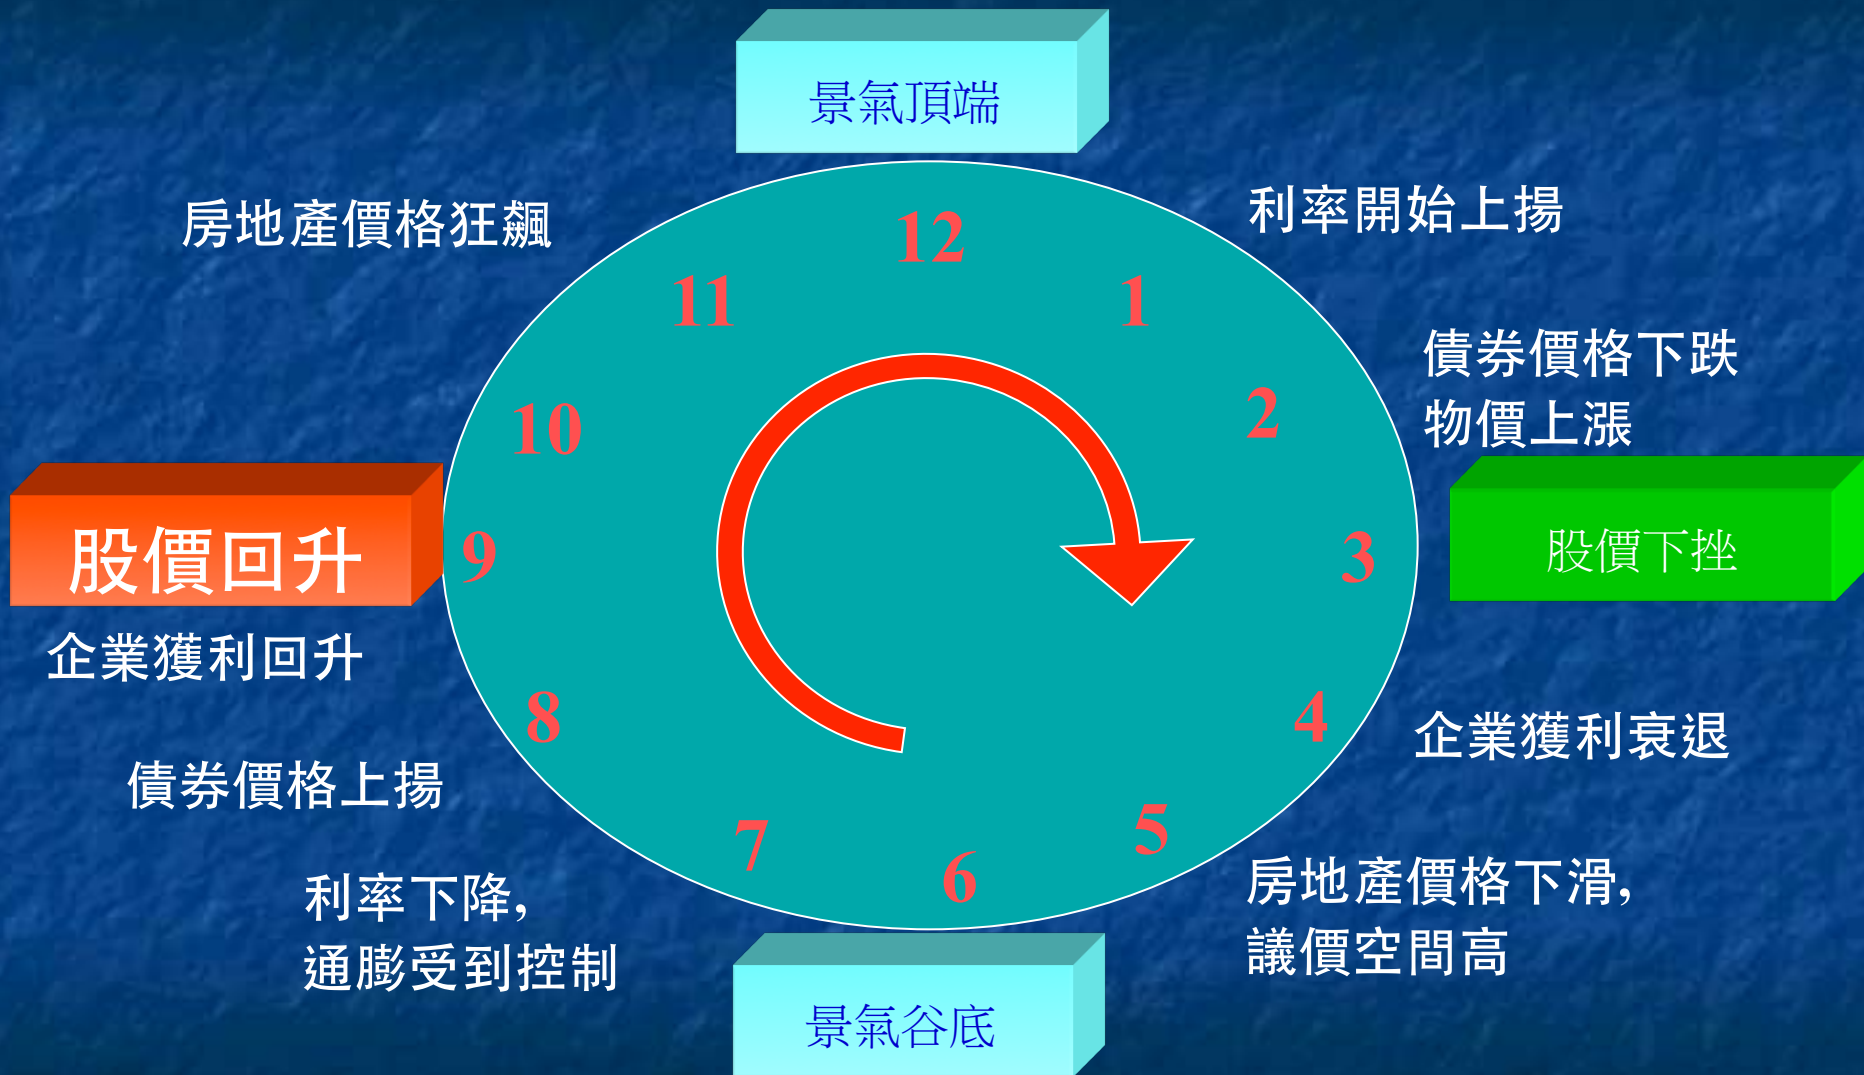 景氣頂端
房地產價格狂飆
利率開始上揚
12
11
1
債券價格下跌
物價上漲
10
2
股價回升
9
3
股價下挫
企業獲利回升
8
4
企業獲利衰退
債券價格上揚
7
5
6
利率下降,
通膨受到控制
房地產價格下滑,
議價空間高
景氣谷底